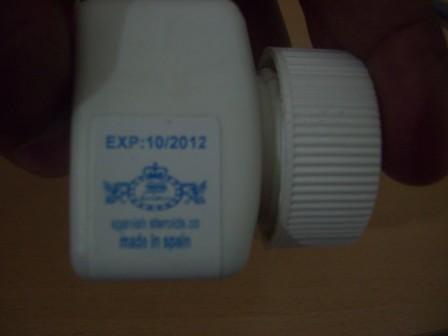 EXP:10/2012
spanish steroids.co
made in spain